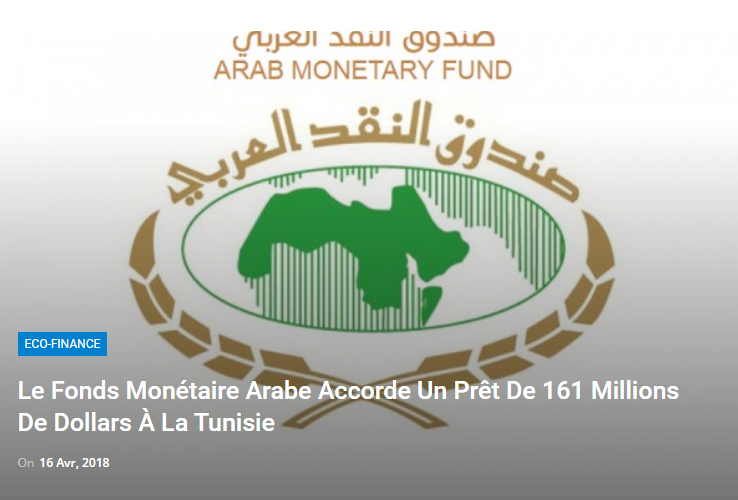 صندوق النقد العربي
ARAB MONETARY FUND
صندوق النقد العربي
ECO-FINANCE
Le Fonds Monétaire Arabe Accorde Un Prêt De 161 Millions
De Dollars À La Tunisie
On 16 Avr, 2018